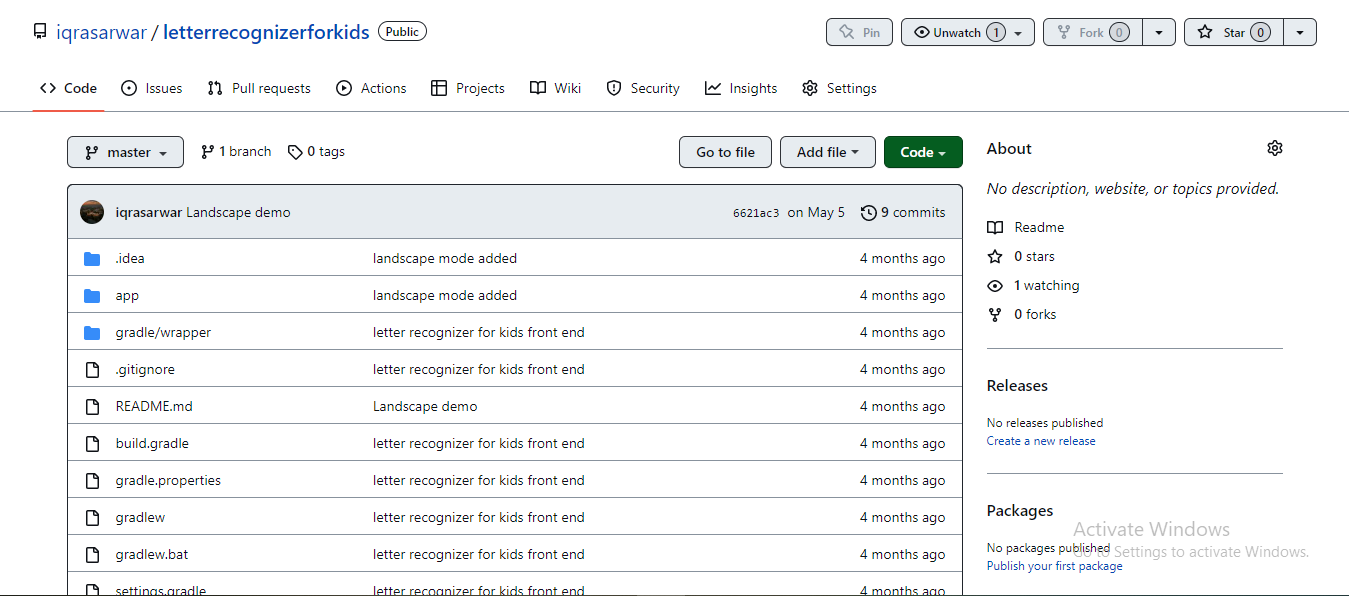 iqrasarwar / letterrecognizerforkids Public
Pin Unwatch 1 Fork 0 Star 0
Code Issues Pull requests Actions Projects Wiki Security Insights Settings
master 1 branch 0 tags Go to file Add file Code
iqrasarwar Landscape demo 6621ac3 on May 5 9 commits
.idea landscape mode added 4 months ago
app landscape mode added 4 months ago
gradle/wrapper letter recognizer for kids front end 4 months ago
.gitignore letter recognizer for kids front end 4 months ago
README.md Landscape demo 4 months ago
build.gradle letter recognizer for kids front end 4 months ago
gradle.properties letter recognizer for kids front end 4 months ago
gradlew letter recognizer for kids front end 4 months ago
gradlew.bat letter recognizer for kids front end 4 months ago
settings.gradle letter recognizer for kids front end 4 months ago
About
No description, website, or topics provided.
Readme
0 stars
1 watching
0 forks
Releases
No releases published
Create a new release
Packages
No packages published
Publish your first package
Activate Windows
Go to Settings to activate Windows.